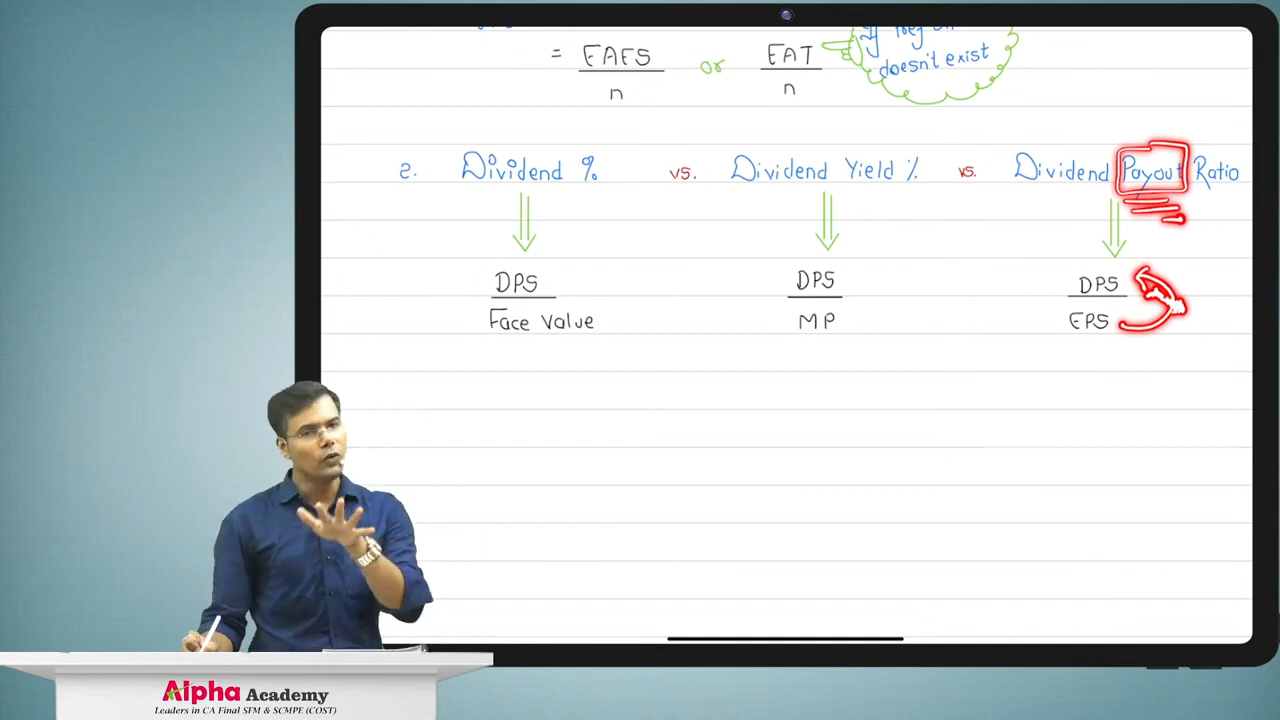 If
doesn't exist
= EAFS / n or EAT / n
2. Dividend % vs. Dividend Yield % vs. Dividend Payout Ratio
DPS / Face Value DPS / MP DPS / EPS
Alpha Academy
Leaders in CA Final SFM & SCMPE (COST)